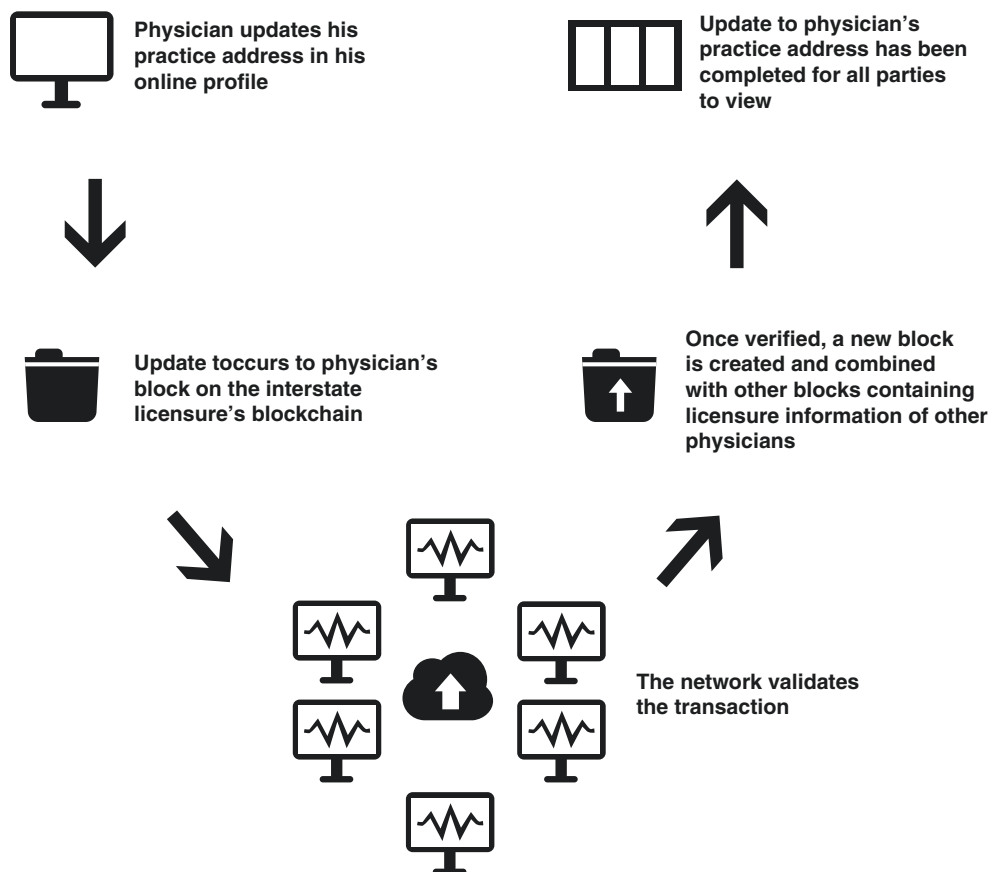 Physician updates his
practice address in his
online profile
Update toccurs to physician’s
block on the interstate
licensure’s blockchain
The network validates
the transaction
Once verified, a new block
is created and combined
with other blocks containing
licensure information of other
physicians
Update to physician’s
practice address has been
completed for all parties
to view